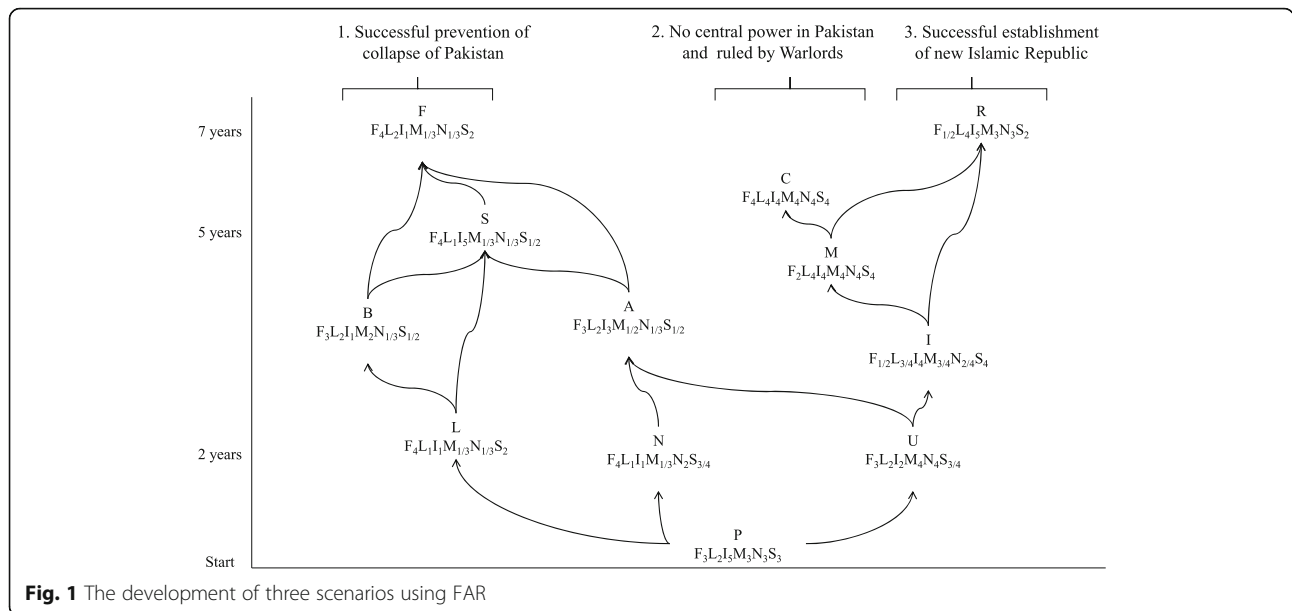 1. Successful prevention of
collapse of Pakistan
2. No central power in Pakistan
and ruled by Warlords
3. Successful establishment
of new Islamic Republic
7 years
F
F4L2I1M1/3N1/3S2
R
F1/2L4I5M3N3S2
C
F4L4I4M4N4S4
5 years
S
F4L1I5M1/3N1/3S1/2
M
F2L4I4M4N4S4
B
F3L2I1M2N1/3S1/2
A
F3L2I3M1/2N1/3S1/2
I
F1/2L3/4I4M3/4N2/4S4
2 years
L
F4L1I1M1/3N1/3S2
N
F4L1I1M1/3N2S3/4
U
F3L2I2M4N4S3/4
P
F3L2I5M3N3S3
Start
Fig. 1 The development of three scenarios using FAR